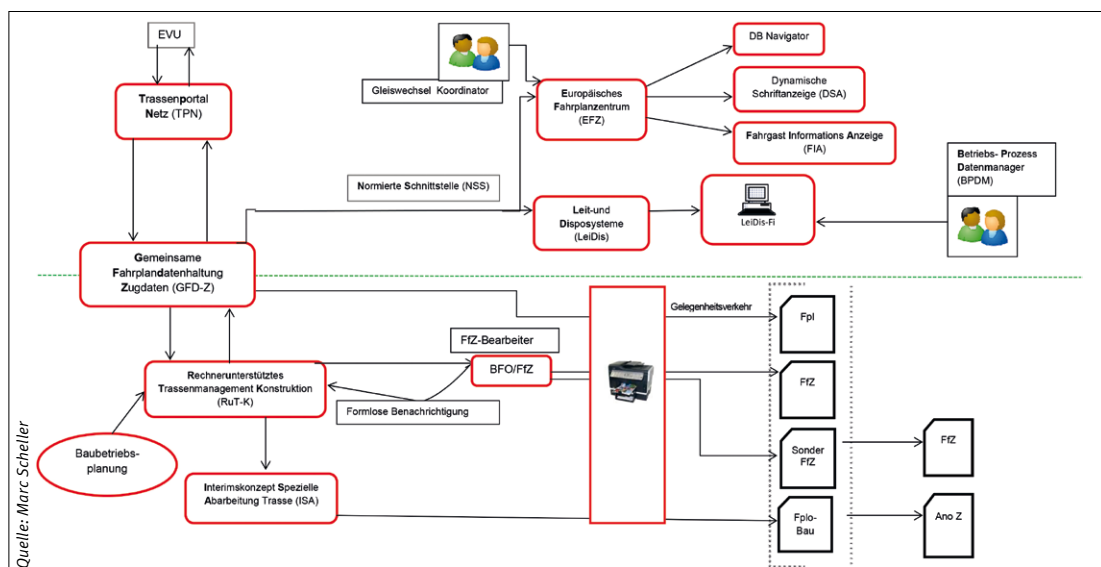 EVU
Trassenportal
Netz (TPN)
Gleiswechsel Koordinator
Europäisches
Fahrplanzentrum
(EFZ)
DB Navigator
Dynamische
Schriftanzeige (DSA)
Fahrgast Informations Anzeige
(FIA)
Betriebs- Prozess
Datenmanager
(BPDM)
Normierte Schnittstelle (NSS)
Leit-und
Disposysteme
(LeiDis)
LeiDis-Fi
Gemeinsame
Fahrplandatenhaltung
Zugdaten (GFD-Z)
Gelegenheitsverkehr
Fpl
FfZ-Bearbeiter
BFO/FfZ
FfZ
Rechnerunterstütztes
Trassenmanagement Konstruktion
(RuT-K)
Formlose Benachrichtigung
Baubetriebs-
planung
Sonder
FfZ
FfZ
Interimskonzept Spezielle
Abarbeitung Trasse (ISA)
Fplo-
Bau
Ano Z
Quelle: Marc Scheller